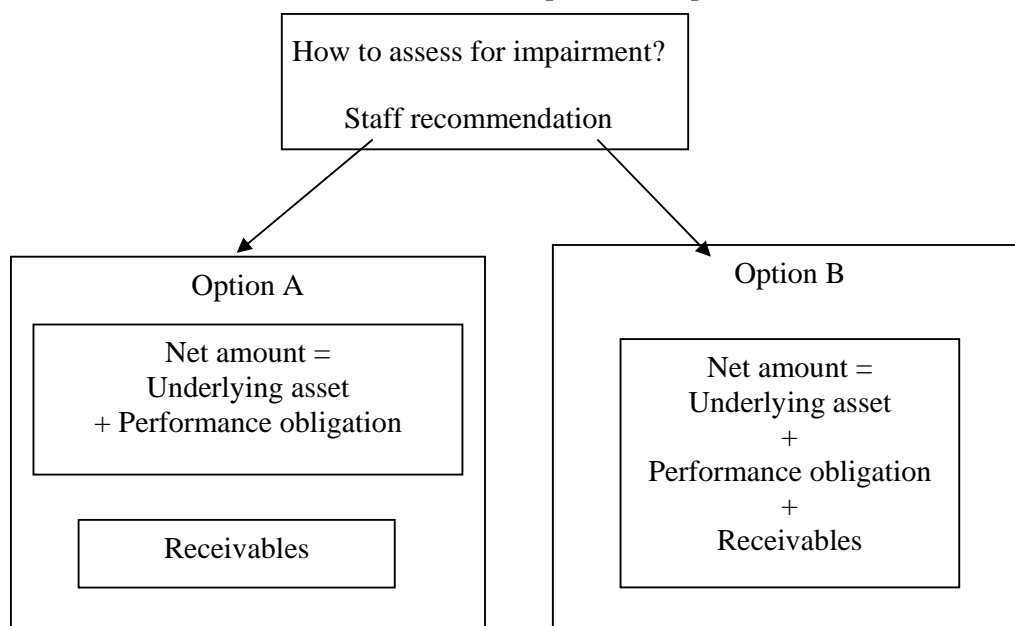 How to assess for impairment?
Staff recommendation
Option A
Net amount =
Underlying asset
+ Performance obligation
Receivables
Option B
Net amount =
Underlying asset
+
Performance obligation
+
Receivables